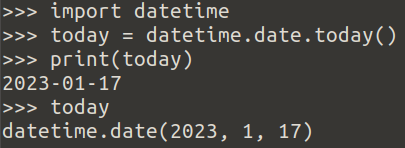 >>> import datetime
>>> today = datetime.date.today()
>>> print(today)
2023-01-17
>>> today
datetime.date(2023, 1, 17)